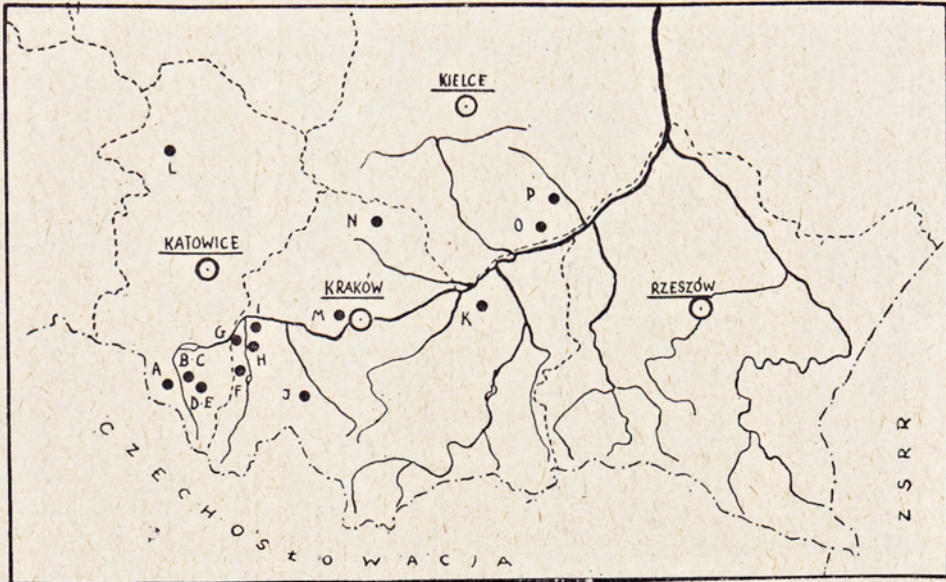 KIELCE
L
P
N
O
KATOWICE
KRAKÓW
RZESZÓW
I
M
K
G
H
A
B·C
F
D·E
J
CZECHOSŁOWACJA
ZSRR